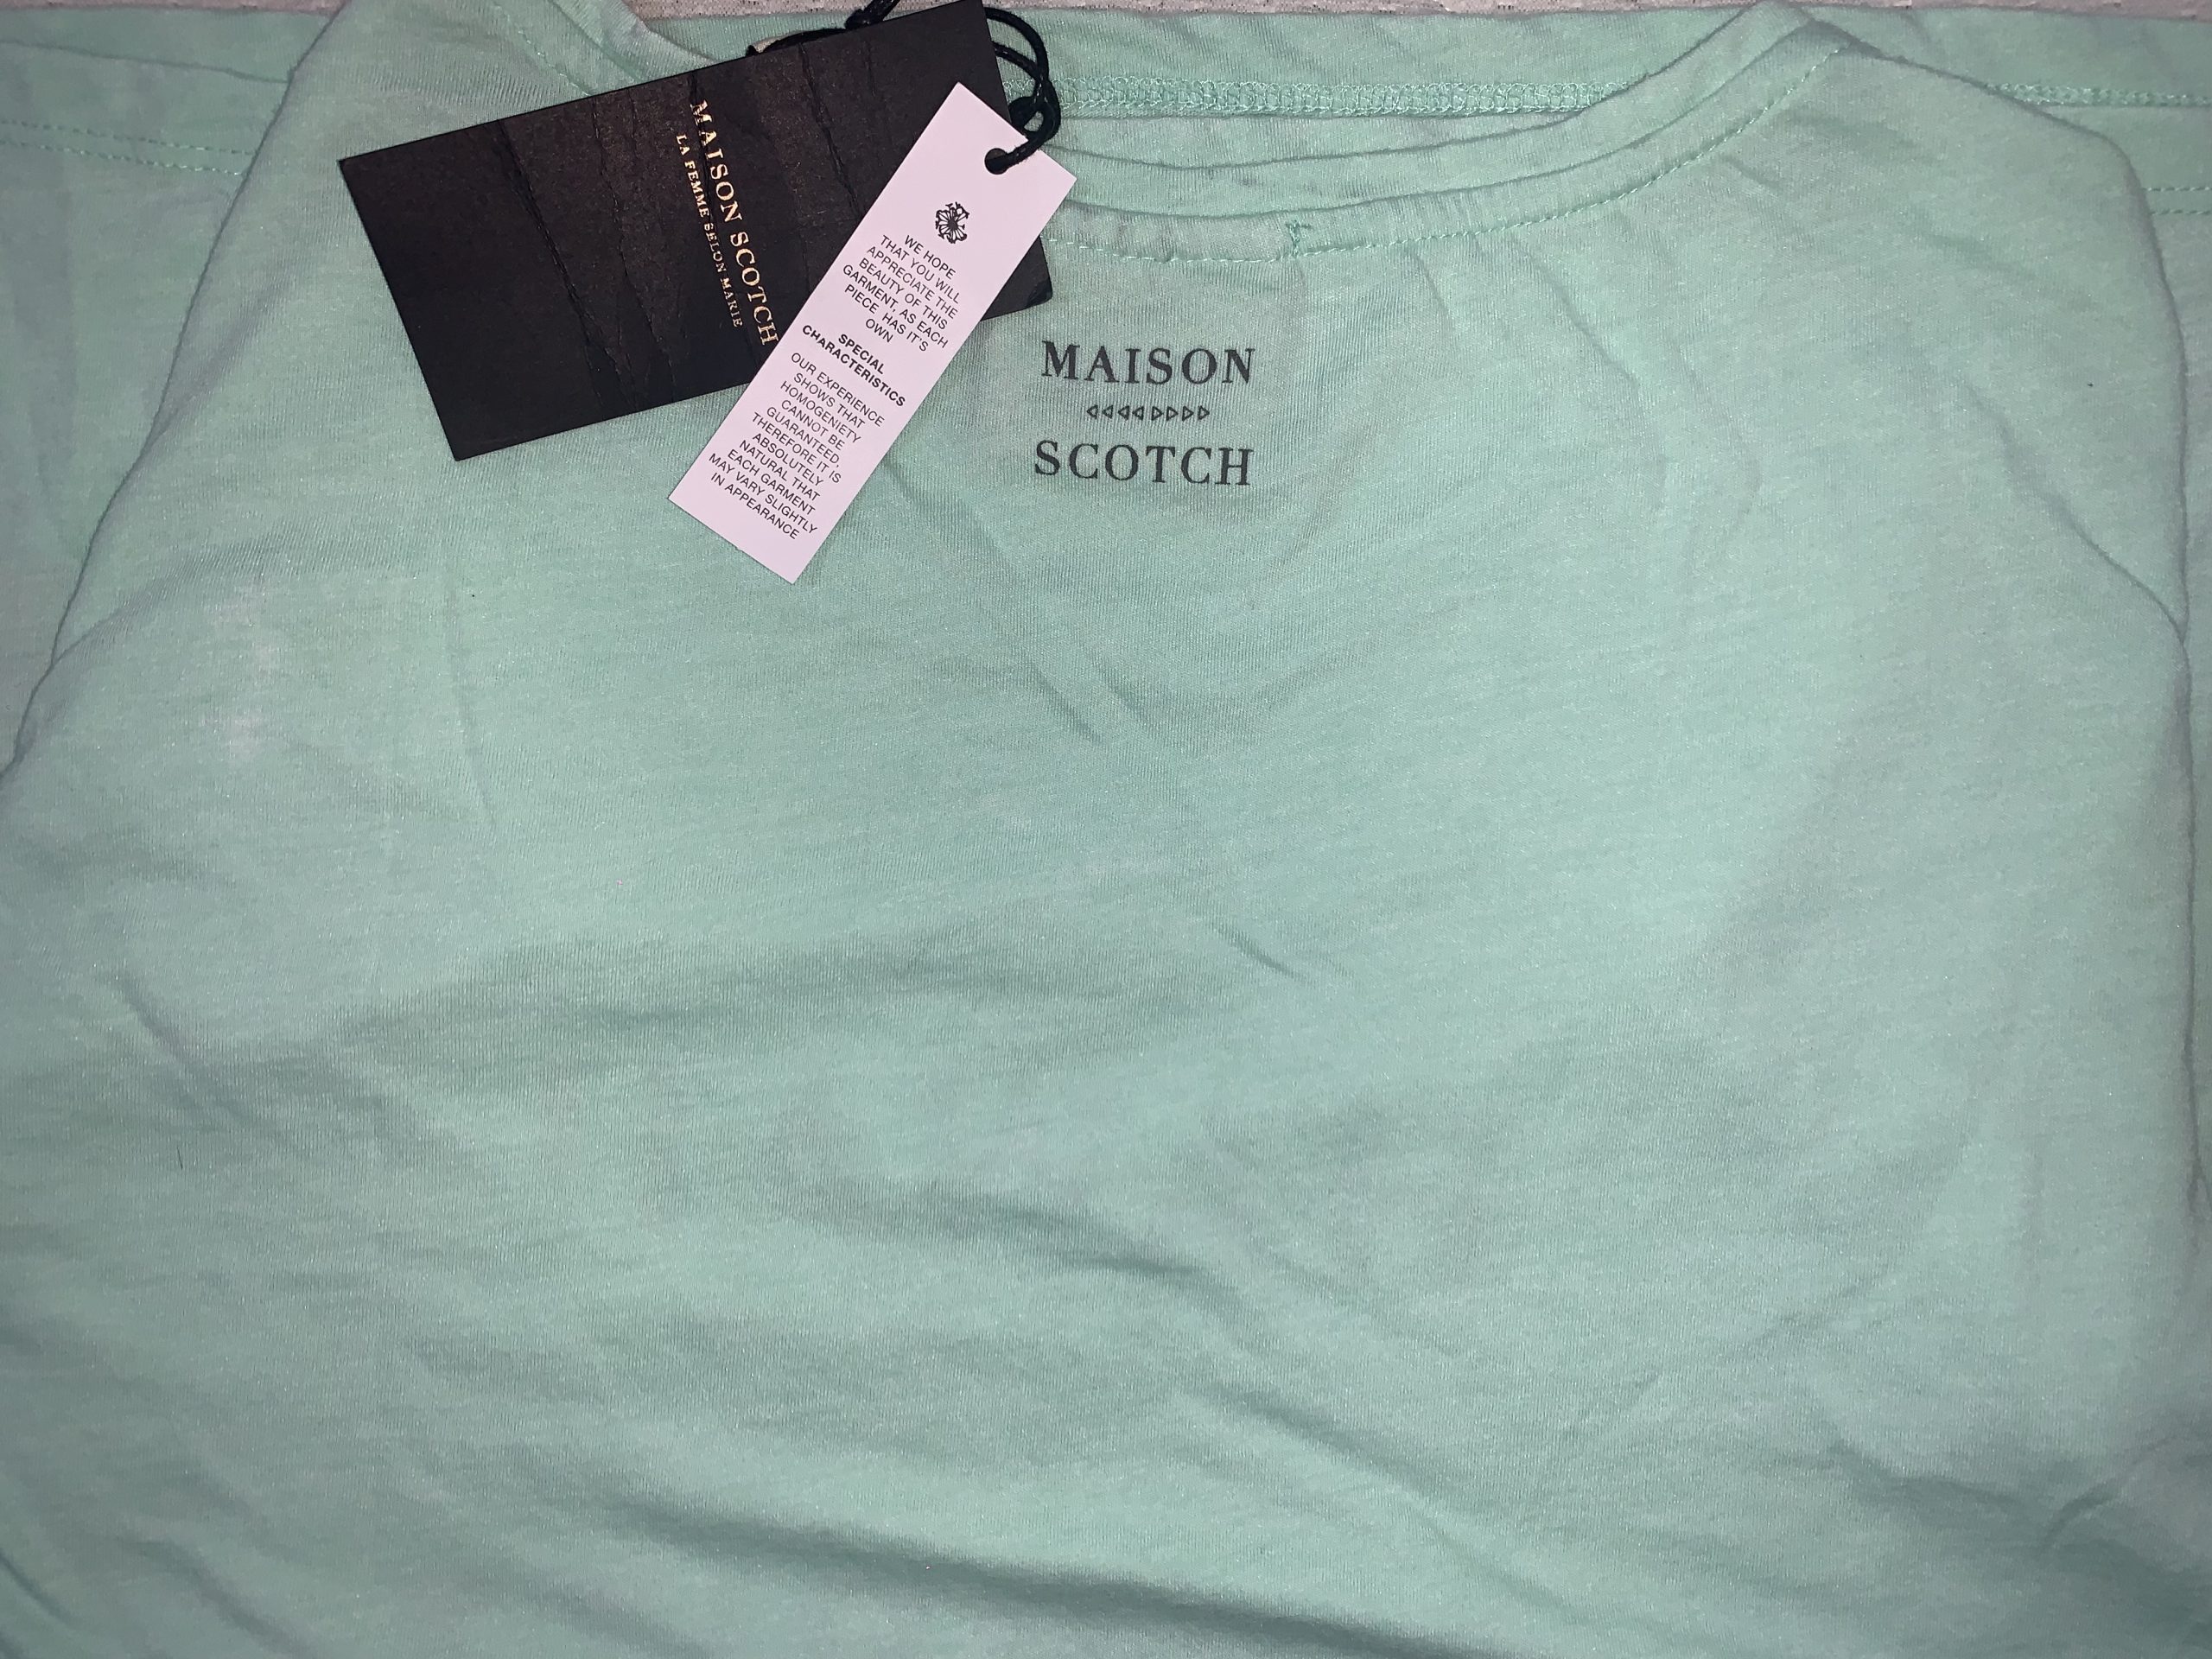 MAISON SCOTCH
LA FEMME SELON MARIE
WE HOPE
THAT YOU WILL
APPRECIATE THE
BEAUTY OF THIS
GARMENT, AS EACH
PIECE HAS IT'S
OWN
SPECIAL
CHARACTERISTICS
OUR EXPERIENCE
SHOWS THAT
HOMOGENIETY
CANNOT BE
GUARANTEED,
THEREFORE IT IS
ABSOLUTELY
NATURAL THAT
EACH GARMENT
MAY VARY SLIGHTLY
IN APPEARANCE
MAISON
SCOTCH